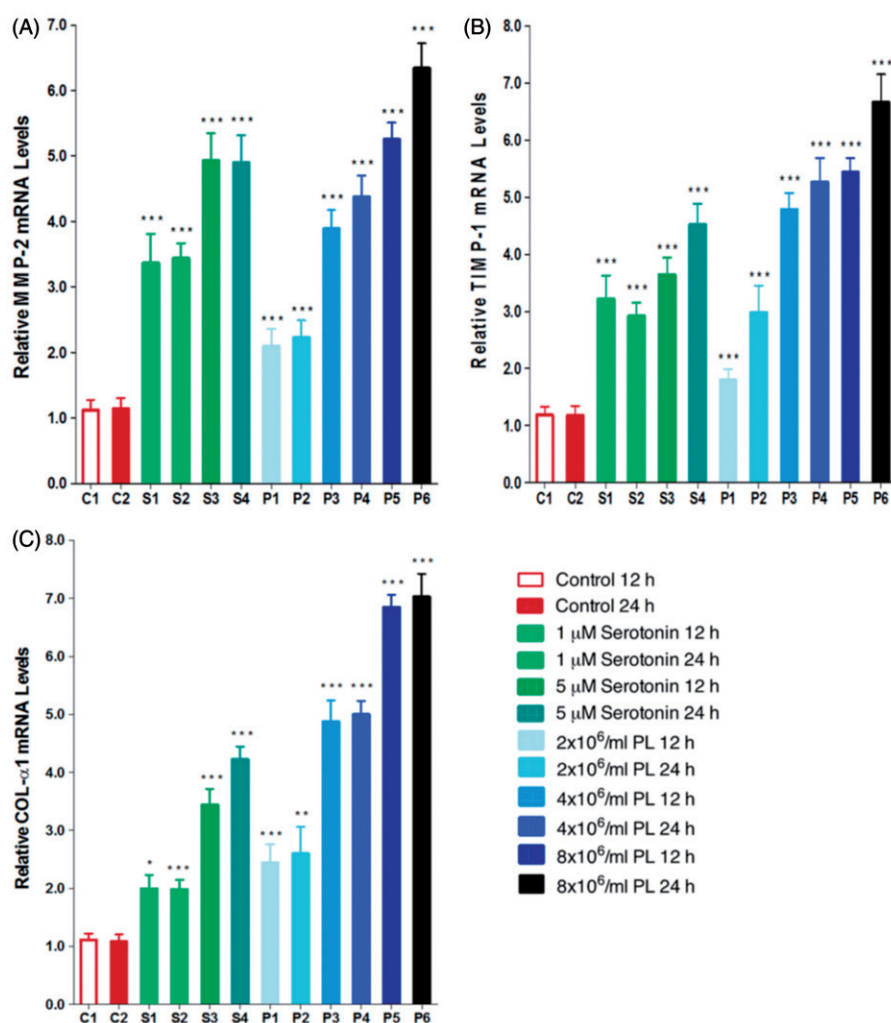 (A)
7.0
6.0
5.0
4.0
3.0
2.0
1.0
0.0
Relative MMP-2 mRNA Levels
*** *** *** *** *** *** *** *** *** ***
C1 C2 S1 S2 S3 S4 P1 P2 P3 P4 P5 P6
(B)
8.0
7.0
6.0
5.0
4.0
3.0
2.0
1.0
0.0
Relative TIMP-1 mRNA Levels
*** *** *** *** *** *** *** *** *** ***
C1 C2 S1 S2 S3 S4 P1 P2 P3 P4 P5 P6
(C)
8.0
7.0
6.0
5.0
4.0
3.0
2.0
1.0
0.0
Relative COL-α1 mRNA Levels
* *** *** *** *** ** *** *** *** ***
C1 C2 S1 S2 S3 S4 P1 P2 P3 P4 P5 P6
Control 12 h
Control 24 h
1 μM Serotonin 12 h
1 μM Serotonin 24 h
5 μM Serotonin 12 h
5 μM Serotonin 24 h
2x10⁶/ml PL 12 h
2x10⁶/ml PL 24 h
4x10⁶/ml PL 12 h
4x10⁶/ml PL 24 h
8x10⁶/ml PL 12 h
8x10⁶/ml PL 24 h